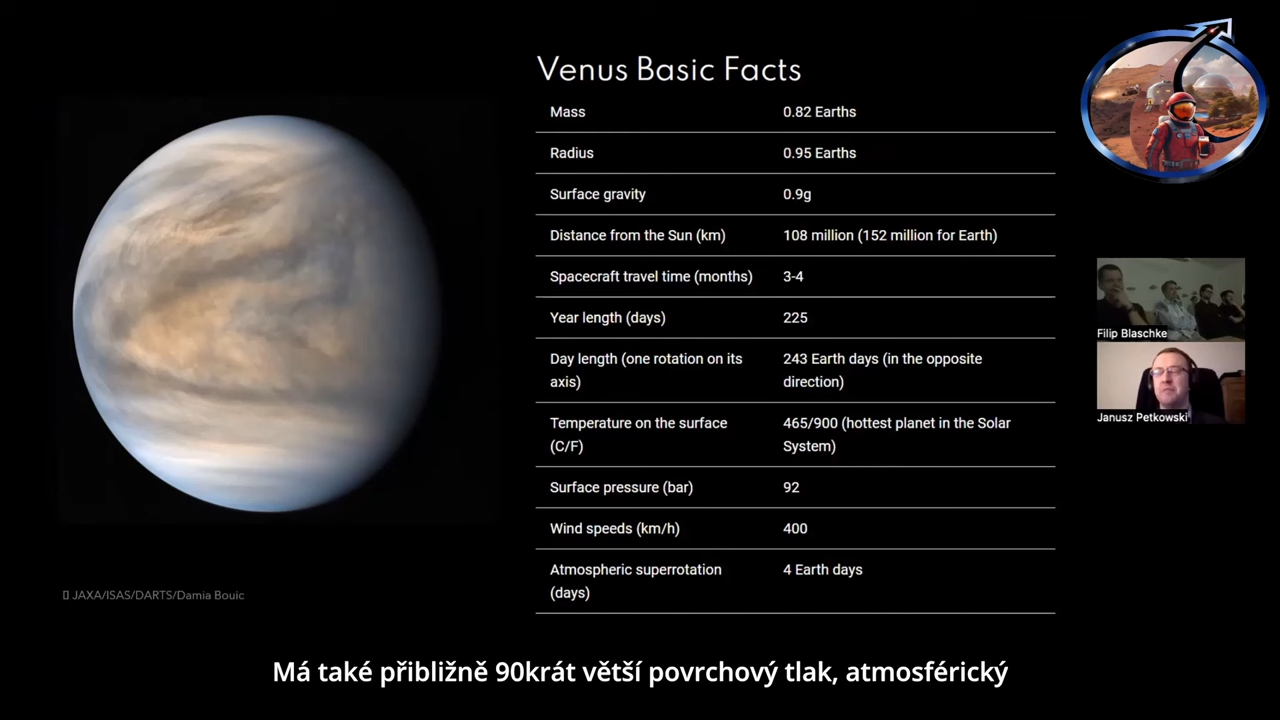 Venus Basic Facts
Mass 0.82 Earths
Radius 0.95 Earths
Surface gravity 0.9g
Distance from the Sun (km) 108 million (152 million for Earth)
Spacecraft travel time (months) 3-4
Year length (days) 225
Day length (one rotation on its 243 Earth days (in the opposite
axis) direction)
Temperature on the surface 465/900 (hottest planet in the Solar
(C/F) System)
Surface pressure (bar) 92
Wind speeds (km/h) 400
Atmospheric superrotation 4 Earth days
(days)
JAXA/ISAS/DARTS/Damia Bouic
Filip Blaschke
Janusz Petkowski
Má také přibližně 90krát větší povrchový tlak, atmosférický